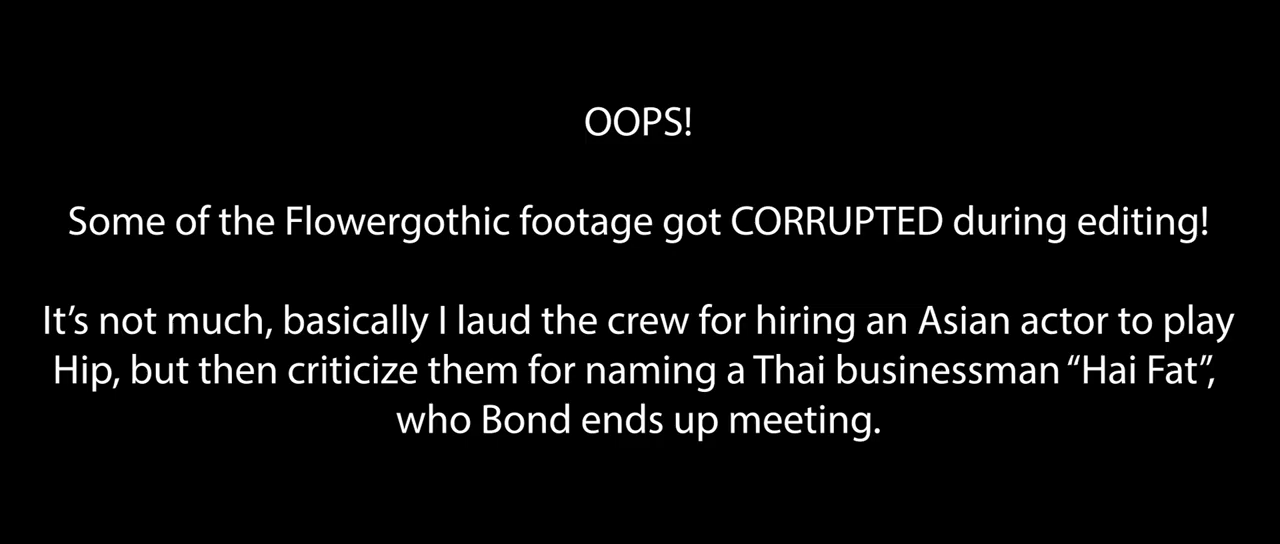 OOPS!
Some of the Flowergothic footage got CORRUPTED during editing!
It’s not much, basically I laud the crew for hiring an Asian actor to play
Hip, but then criticize them for naming a Thai businessman “Hai Fat”,
who Bond ends up meeting.